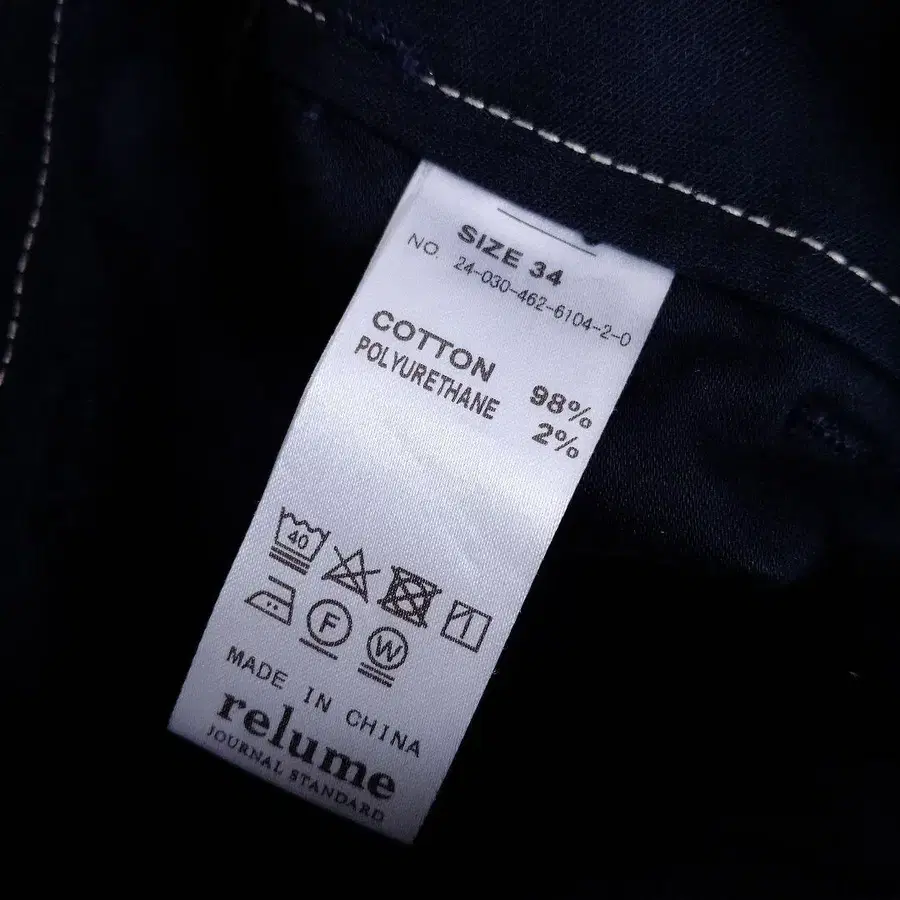 SIZE 34
NO. 24-030-462-6104-2-0
COTTON 98%
POLYURETHANE 2%
40
F
W
MADE IN CHINA
relume
JOURNAL STANDARD